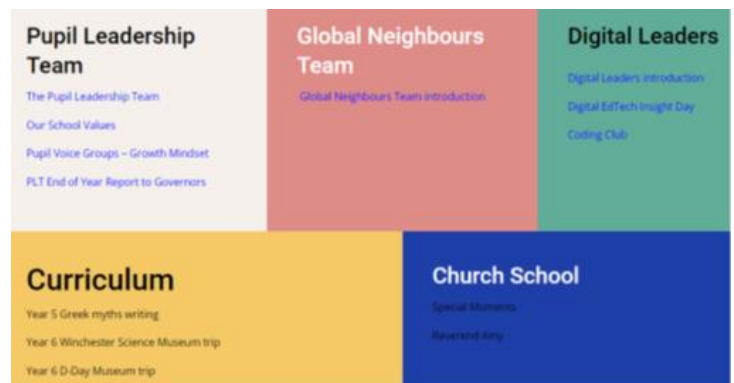 Pupil Leadership
Team
The Pupil Leadership Team
Our School Values
Pupil Voice Groups – Growth Mindset
PLT End of Year Report to Governors
Global Neighbours
Team
Global Neighbours Team introduction
Digital Leaders
Digital Leaders introduction
Digital EdTech Insight Day
Coding Club
Curriculum
Year 5 Greek myths writing
Year 6 Winchester Science Museum trip
Year 6 D-Day Museum trip
Church School
Special Moments
Reverend Amy